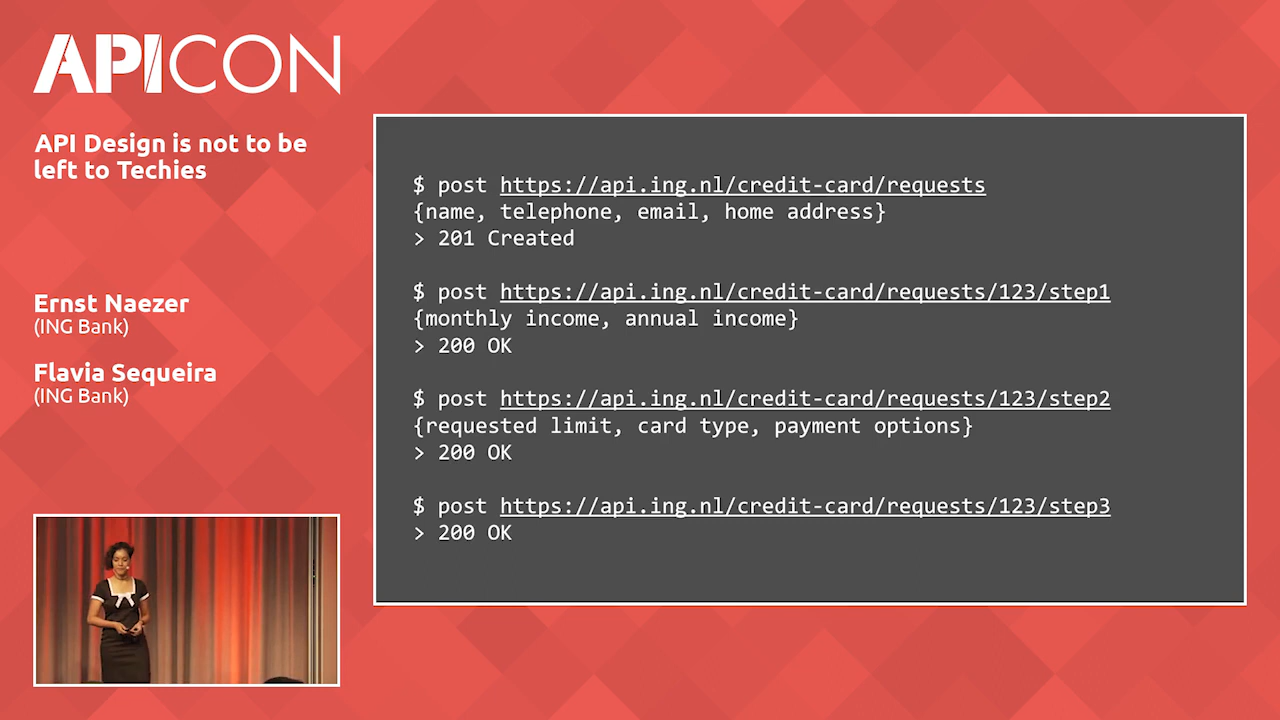 APICON
API Design is not to be
left to Techies
Ernst Naezer
(ING Bank)
Flavia Sequeira
(ING Bank)
$ post https://api.ing.nl/credit-card/requests
{name, telephone, email, home address}
> 201 Created
$ post https://api.ing.nl/credit-card/requests/123/step1
{monthly income, annual income}
> 200 OK
$ post https://api.ing.nl/credit-card/requests/123/step2
{requested limit, card type, payment options}
> 200 OK
$ post https://api.ing.nl/credit-card/requests/123/step3
> 200 OK